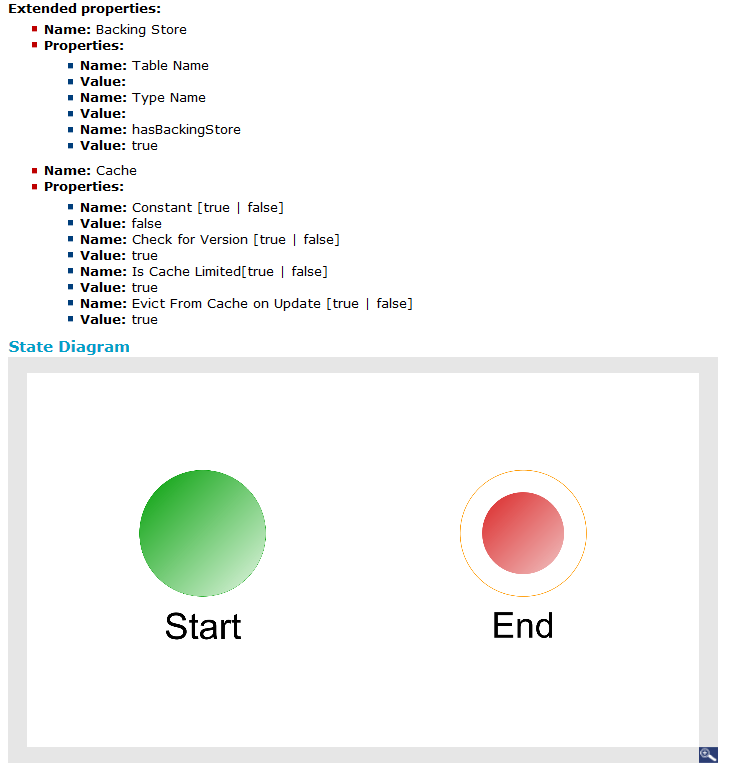 Extended properties:
Name: Backing Store
Properties:
Name: Table Name
Value:
Name: Type Name
Value:
Name: hasBackingStore
Value: true
Name: Cache
Properties:
Name: Constant [true | false]
Value: false
Name: Check for Version [true | false]
Value: true
Name: Is Cache Limited[true | false]
Value: true
Name: Evict From Cache on Update [true | false]
Value: true
State Diagram
Start
End